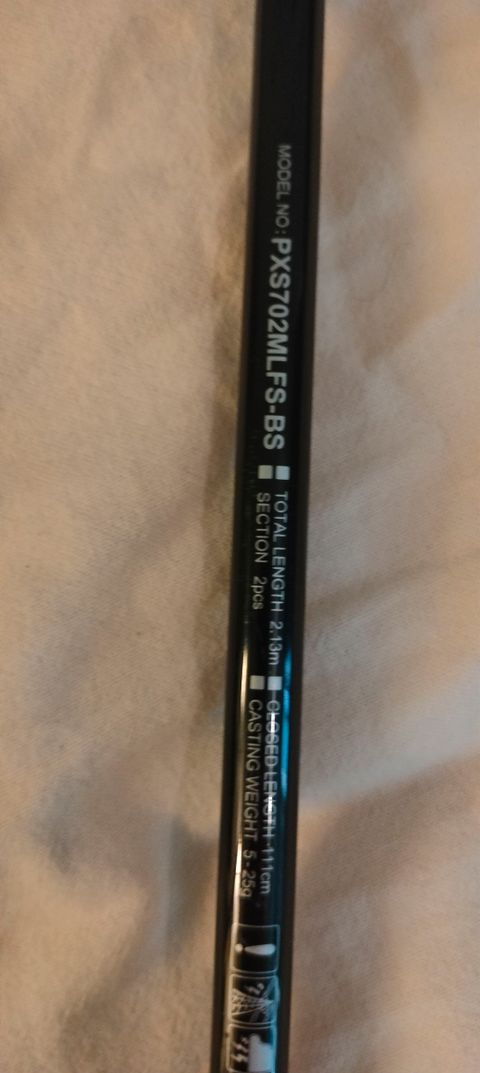 MODEL NO: PXS702MLFS-BS
TOTAL LENGTH 2.13m
SECTION 2pcs
CLOSED LENGTH 111cm
CASTING WEIGHT 5-25g